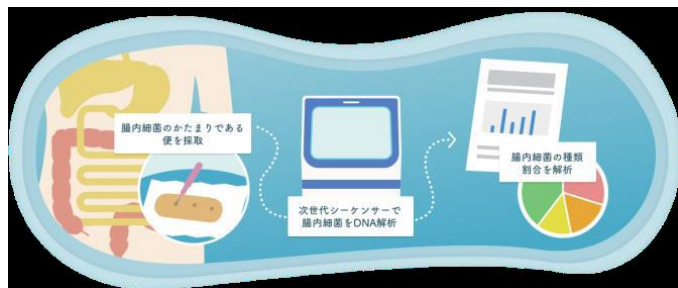 腸内細菌のかたまりである
便を採取
次世代シーケンサーで
腸内細菌をDNA解析
腸内細菌の種類
割合を解析